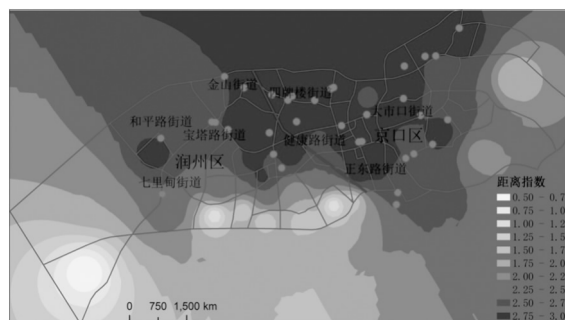 金山街道
四牌楼街道
大市口街道
和平路街道
宝塔路街道
健康路街道
京口区
润州区
正东路街道
七里甸街道
距离指数
0.50 - 0.7
0.75 - 1.0
1.00 - 1.2
1.25 - 1.5
1.50 - 1.7
1.75 - 2.0
2.00 - 2.2
2.25 - 2.5
2.50 - 2.7
2.75 - 3.0
0 750 1,500 km